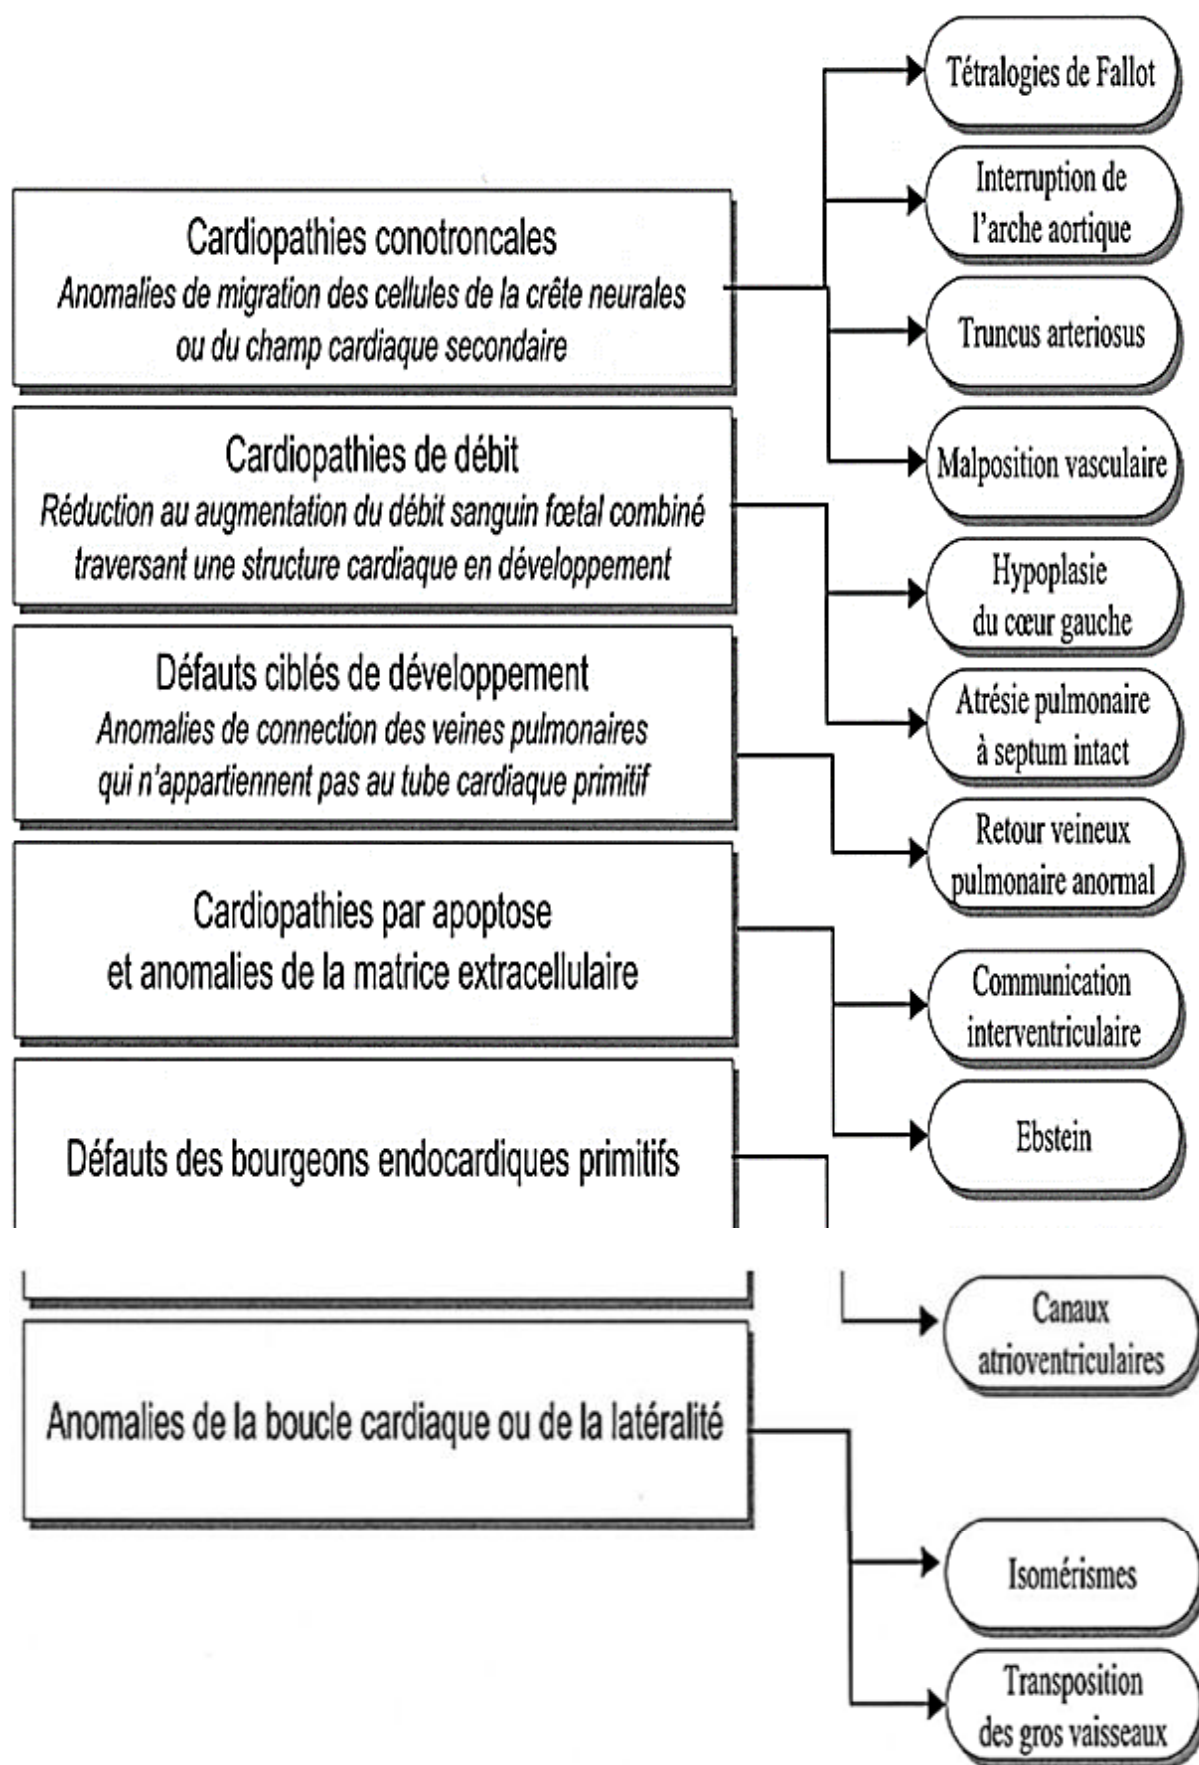 Tétralogies de Fallot
Interruption de
l'arche aortique
Cardiopathies conotroncales
Anomalies de migration des cellules de la crête neurales
ou du champ cardiaque secondaire
Truncus arteriosus
Malposition vasculaire
Cardiopathies de débit
Réduction au augmentation du débit sanguin fœtal combiné
traversant une structure cardiaque en développement
Hypoplasie
du cœur gauche
Atrésie pulmonaire
à septum intact
Défauts ciblés de développement
Anomalies de connection des veines pulmonaires
qui n'appartiennent pas au tube cardiaque primitif
Retour veineux
pulmonaire anormal
Cardiopathies par apoptose
et anomalies de la matrice extracellulaire
Communication
interventriculaire
Ebstein
Défauts des bourgeons endocardiques primitifs
Canaux
atrioventriculaires
Anomalies de la boucle cardiaque ou de la latéralité
Isomérismes
Transposition
des gros vaisseaux